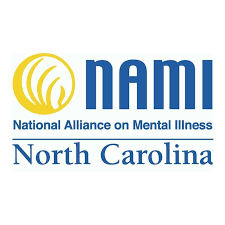 NAMI
National Alliance on Mental Illness
North Carolina